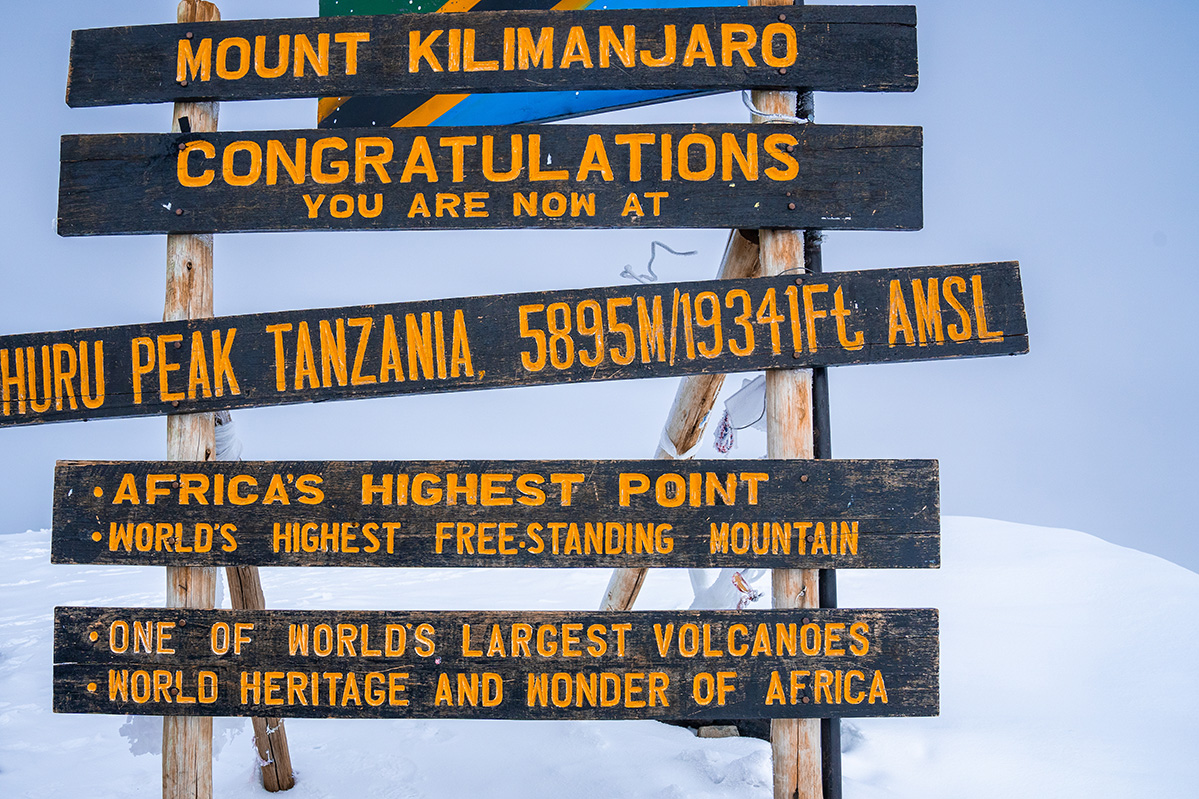 MOUNT KILIMANJARO
CONGRATULATIONS
YOU ARE NOW AT
HURU PEAK TANZANIA, 5895M/19341Ft AMSL
• AFRICA'S HIGHEST POINT
• WORLD'S HIGHEST FREE-STANDING MOUNTAIN
• ONE OF WORLD'S LARGEST VOLCANOES
• WORLD HERITAGE AND WONDER OF AFRICA